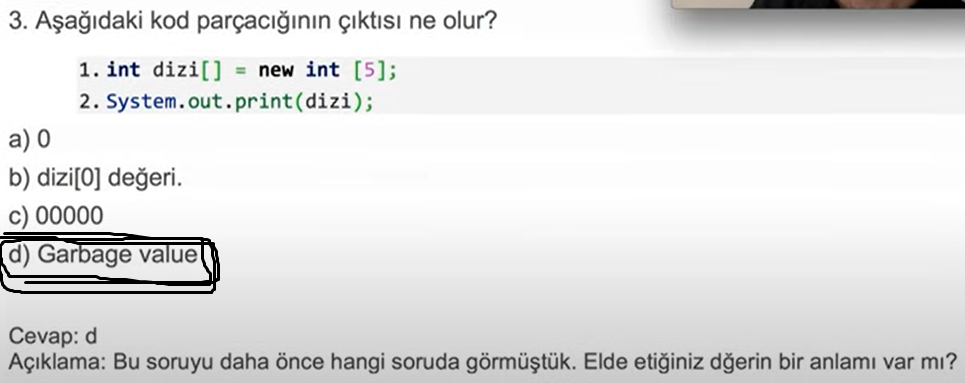 3. Aşağıdaki kod parçacığının çıktısı ne olur?
1. int dizi[] = new int [5];
2. System.out.print(dizi);
a) 0
b) dizi[0] değeri.
c) 00000
d) Garbage value
Cevap: d
Açıklama: Bu soruyu daha önce hangi soruda görmüştük. Elde etiğiniz dğerin bir anlamı var mı?